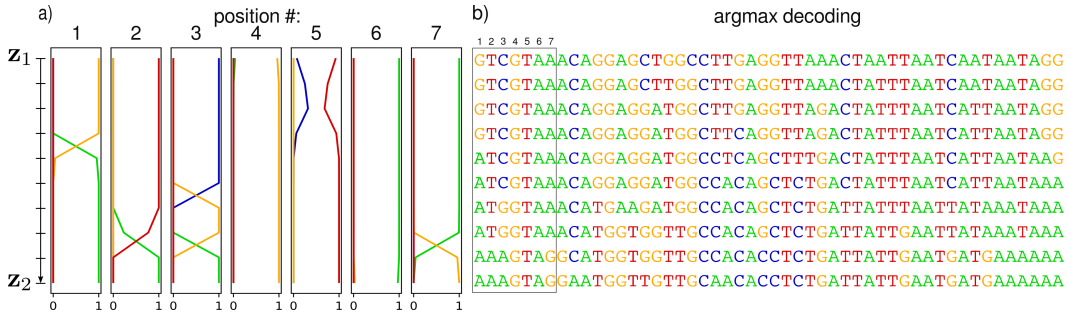 a)
position #:
1 2 3 4 5 6 7
z1
z2
0 1 0 1 0 1 0 1 0 1 0 1 0 1
b)
argmax decoding
1 2 3 4 5 6 7
GTCGTAAACAGGAGCTGGCCTTGAGGTTAAACTAATTAATCAATAATAGG
GTCGTAAACAGGAGCTTGGCTTGAGGTTAAACTATTTAATCAATAATAGG
GTCGTAAACAGGAGGATGGCTTGAGGTTAGACTATTTAATCATTAATAGG
GTCGTAAACAGGAGGATGGCTTCAGGTTAGACTATTTAATCATTAATAGG
ATCGTAAACAGGAGGATGGCCTCAGCTTTGACTATTTAATCATTAATAAG
ATCGTAAACAGGAGGATGGCCACAGCTCTGACTATTTAATCATTAATAAA
ATGGTAAACATGAAGATGGCCACAGCTCTGATTATTTAATTATAAATAAA
ATGGTAAACATGGTGGTTGCCACAGCTCTGATTATTGAATTATAAATAAA
AAAGTAGGCATGGTGGTTGCCACACCTCTGATTATTGAATGATGAAAAAA
AAAGTAGGAATGGTTGTTGCAACACCTCTGATTATTGAATGATGAAAAAA